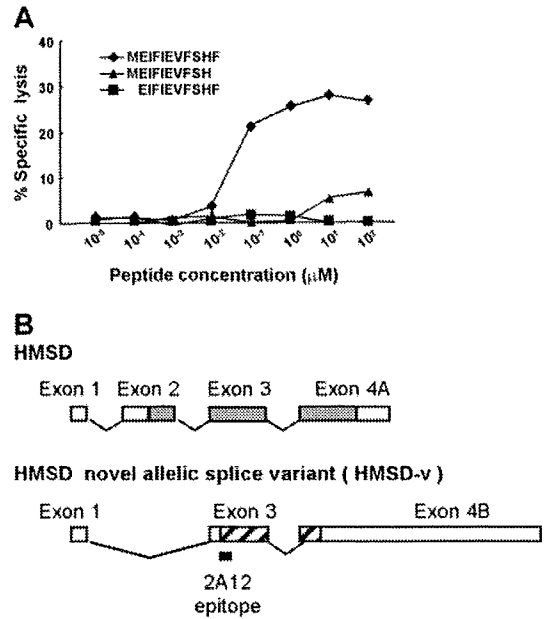 A
% Specific lysis
40
30
20
10
0
MEIFIEVFSHF
MEIFIEVFSH
EIFIEVFSHF
Peptide concentration (µM)
B
HMSD
Exon 1 Exon 2 Exon 3 Exon 4A
HMSD novel allelic splice variant ( HMSD-v )
Exon 1 Exon 3 Exon 4B
2A12
epitope